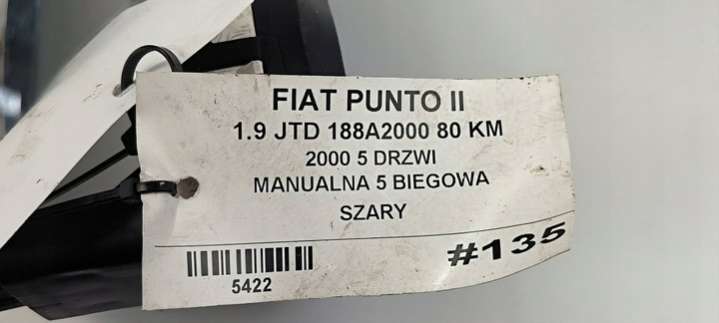 FIAT PUNTO II
1.9 JTD 188A2000 80 KM
2000 5 DRZWI
MANUALNA 5 BIEGOWA
SZARY
#135
5422